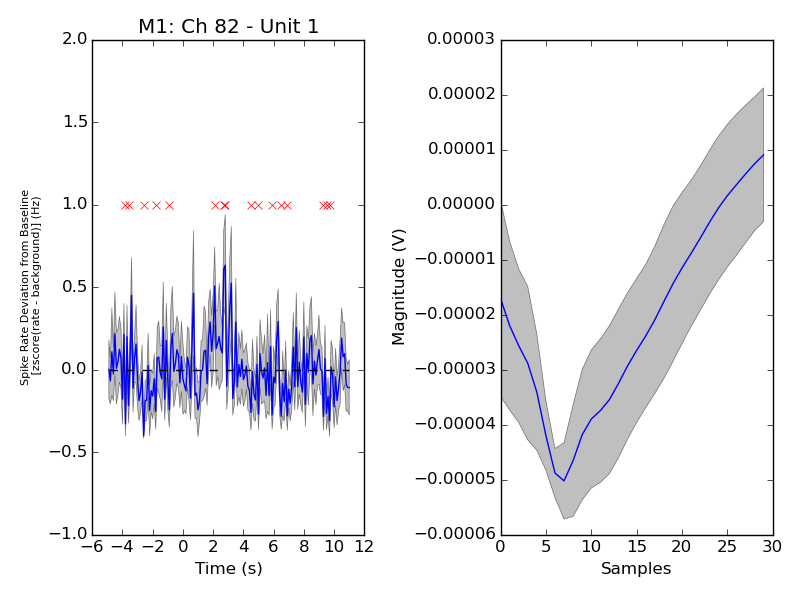 M1: Ch 82 - Unit 1
Spike Rate Deviation from Baseline
[zscore(rate - background)] (Hz)
2.0
1.5
1.0
0.5
0.0
−0.5
−1.0
−6 −4 −2 0 2 4 6 8 10 12
Time (s)
Magnitude (V)
0.00003
0.00002
0.00001
0.00000
−0.00001
−0.00002
−0.00003
−0.00004
−0.00005
−0.00006
0 5 10 15 20 25 30
Samples